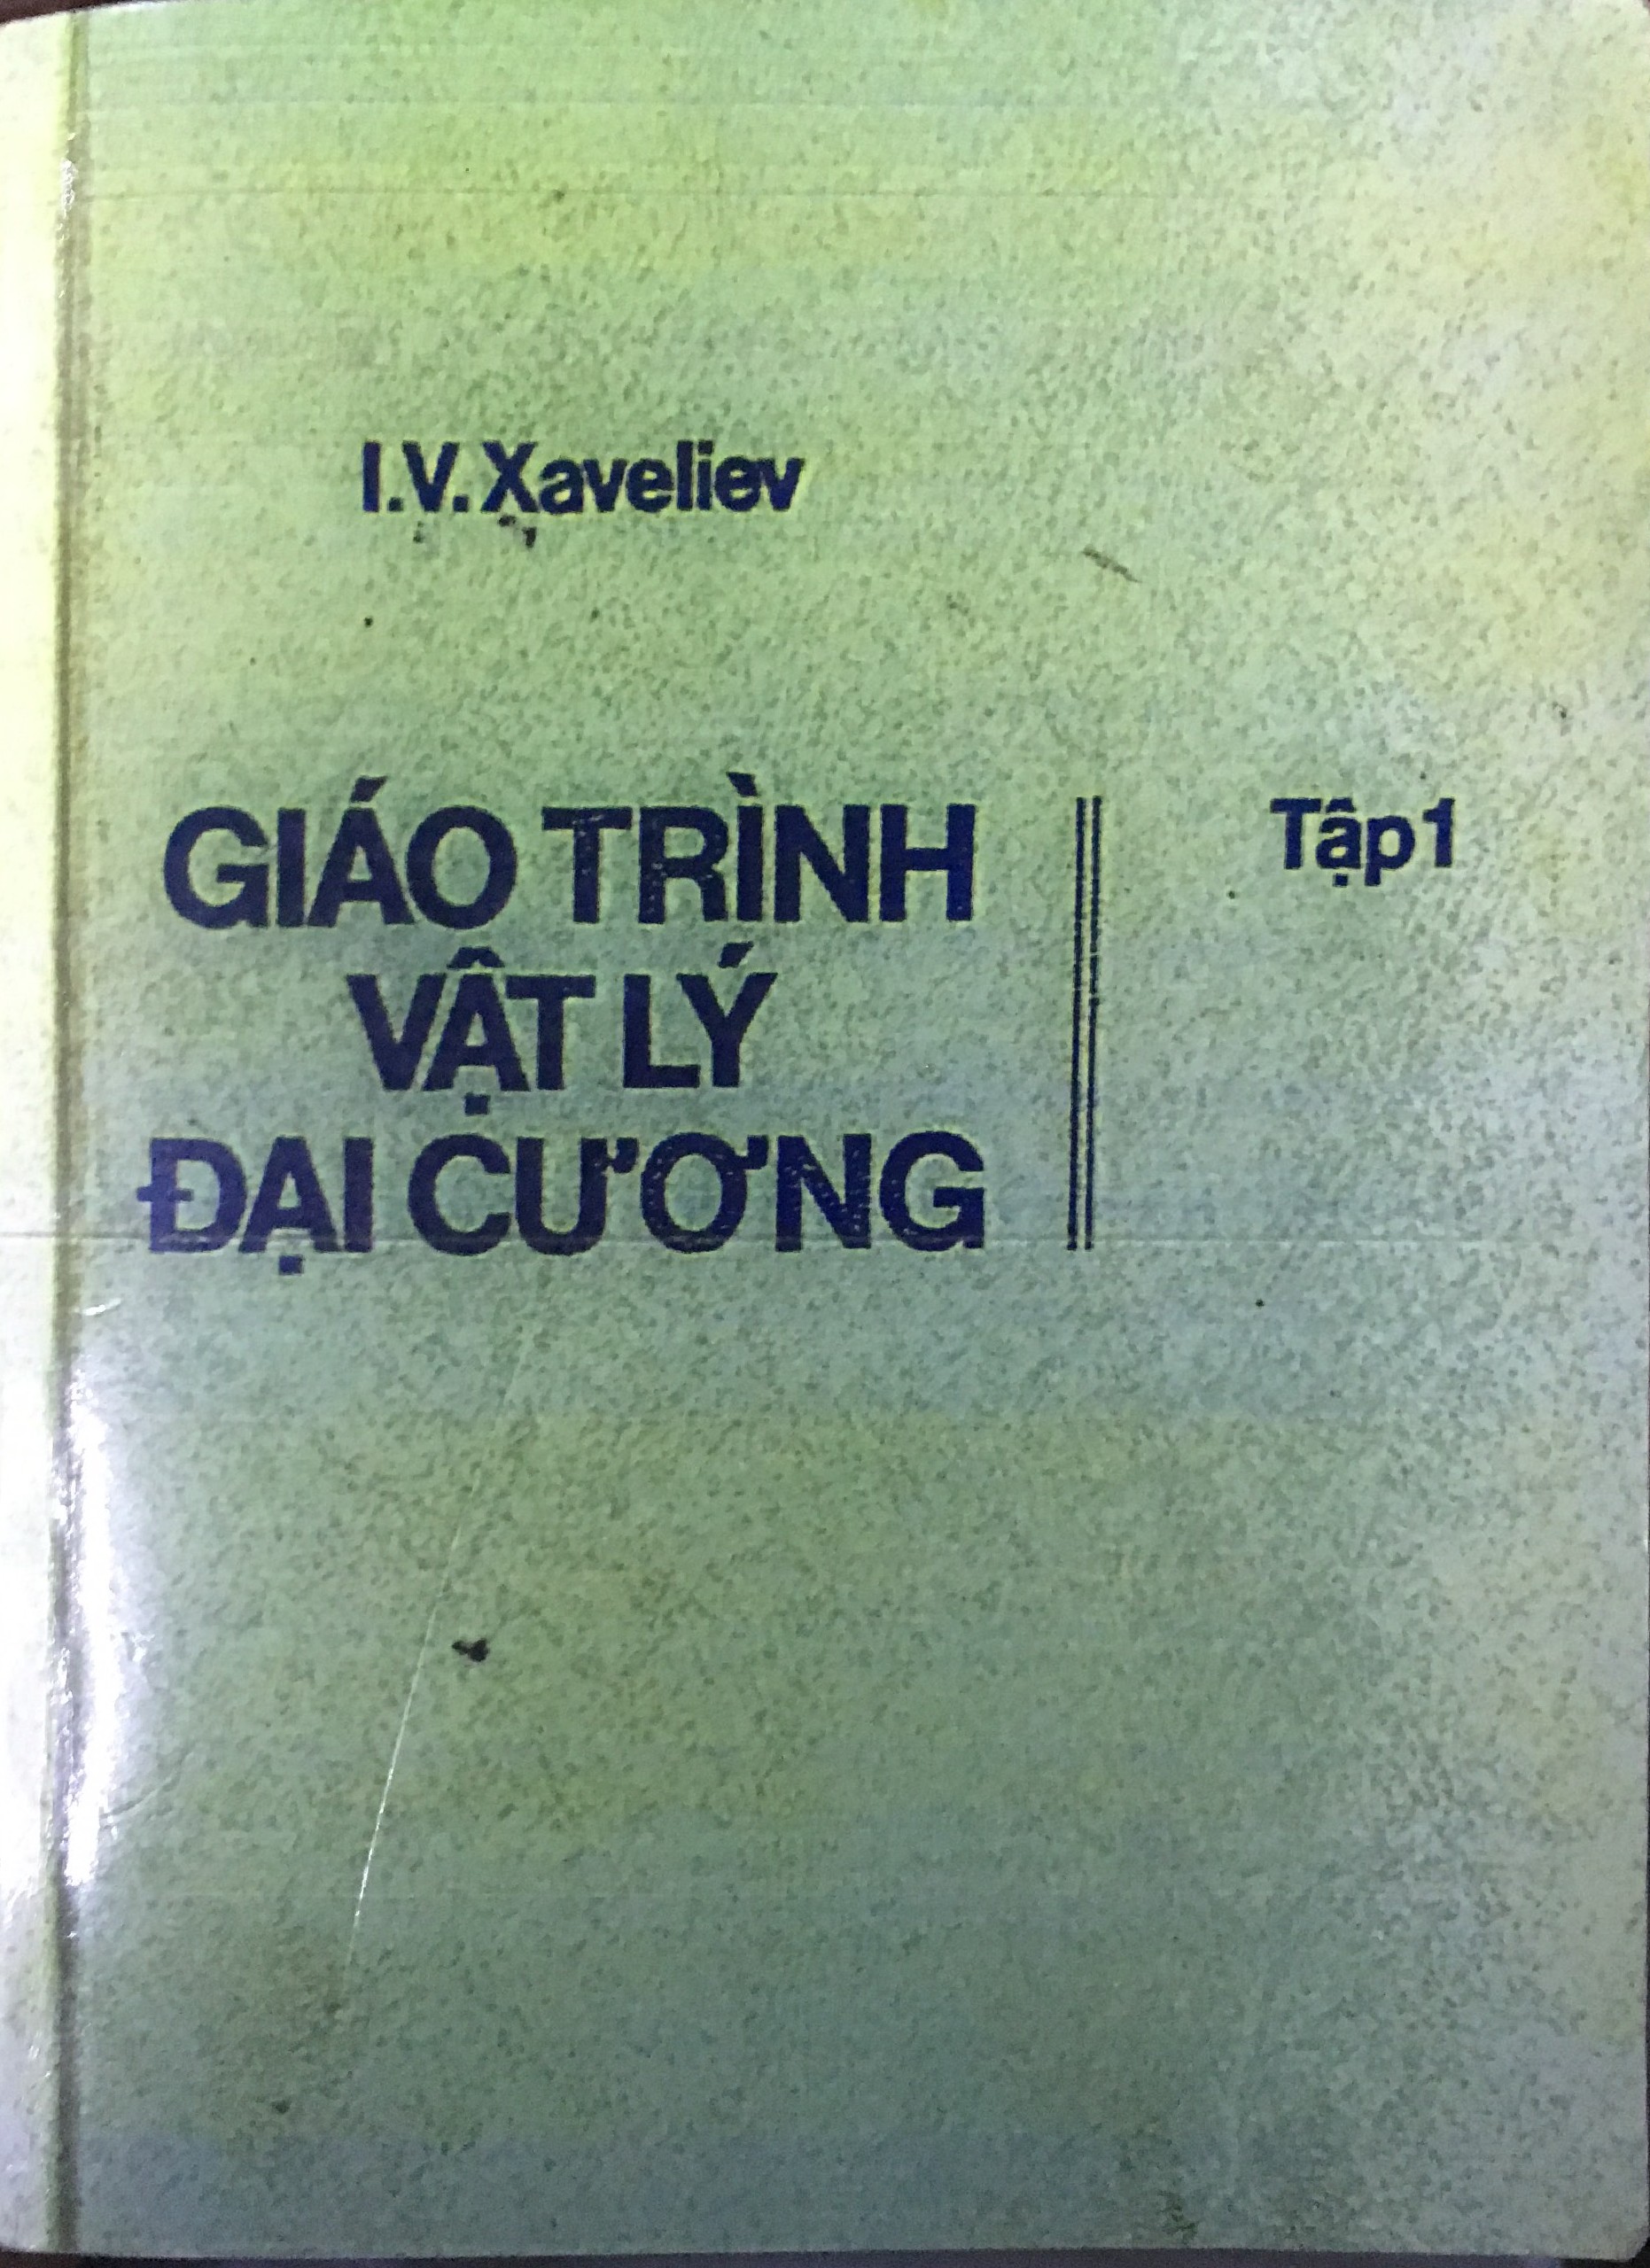 I.V. Xaveliev
GIÁO TRÌNH
VẬT LÝ
ĐẠI CƯƠNG
Tập 1